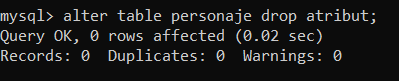 mysql> alter table personaje drop atribut;
Query OK, 0 rows affected (0.02 sec)
Records: 0  Duplicates: 0  Warnings: 0